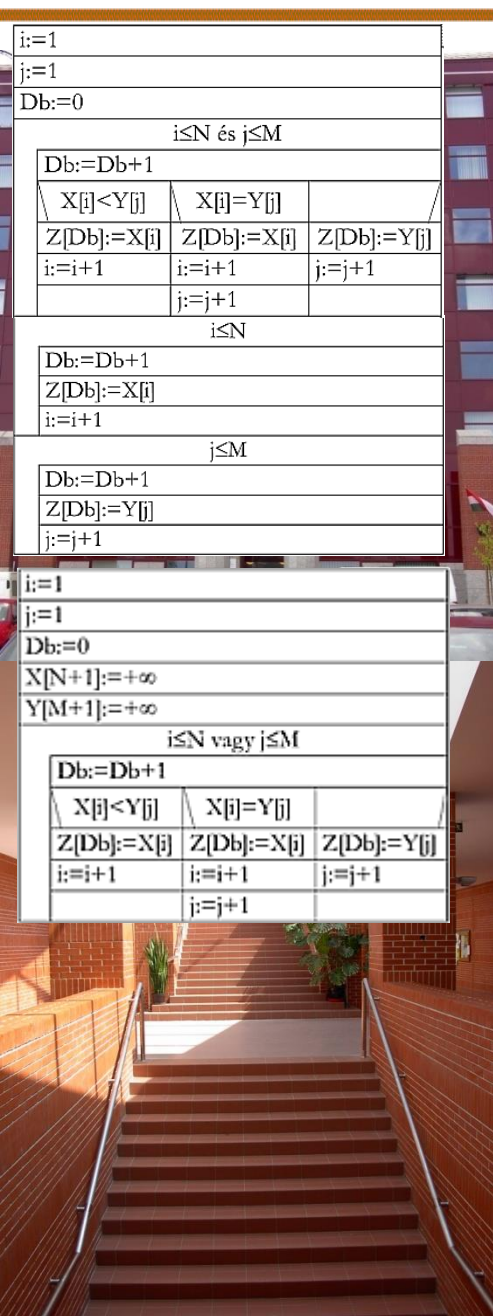 i:=1
j:=1
Db:=0
i≤N és j≤M
Db:=Db+1
X[i]<Y[j] X[i]=Y[j]
Z[Db]:=X[i] Z[Db]:=X[i] Z[Db]:=Y[j]
i:=i+1 i:=i+1 j:=j+1
j:=j+1
i≤N
Db:=Db+1
Z[Db]:=X[i]
i:=i+1
j≤M
Db:=Db+1
Z[Db]:=Y[j]
j:=j+1
i:=1
j:=1
Db:=0
X[N+1]:=+∞
Y[M+1]:=+∞
i≤N vagy j≤M
Db:=Db+1
X[i]<Y[j] X[i]=Y[j]
Z[Db]:=X[i] Z[Db]:=X[i] Z[Db]:=Y[j]
i:=i+1 i:=i+1 j:=j+1
j:=j+1